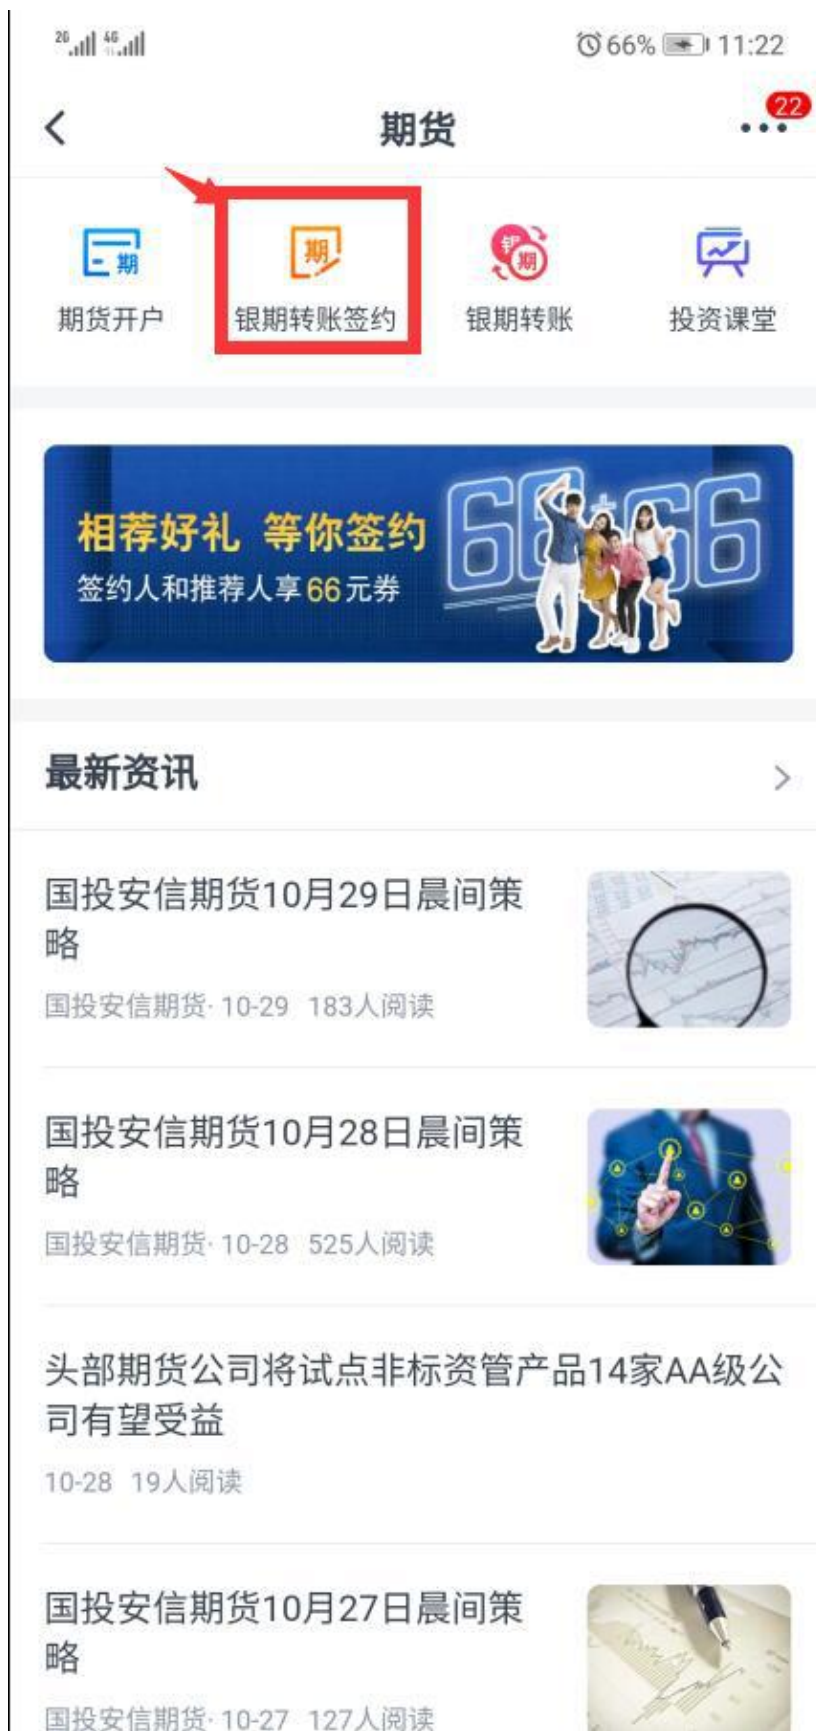 2G 4G 66% 11:22
期货
22
期
期
银 期
期货开户 银期转账签约 银期转账 投资课堂
相荐好礼 等你签约
签约人和推荐人享66元券
66+66
最新资讯
国投安信期货10月29日晨间策
略
国投安信期货· 10-29 183人阅读
国投安信期货10月28日晨间策
略
国投安信期货· 10-28 525人阅读
头部期货公司将试点非标资管产品14家AA级公
司有望受益
10-28 19人阅读
国投安信期货10月27日晨间策
略
国投安信期货· 10-27 127人阅读